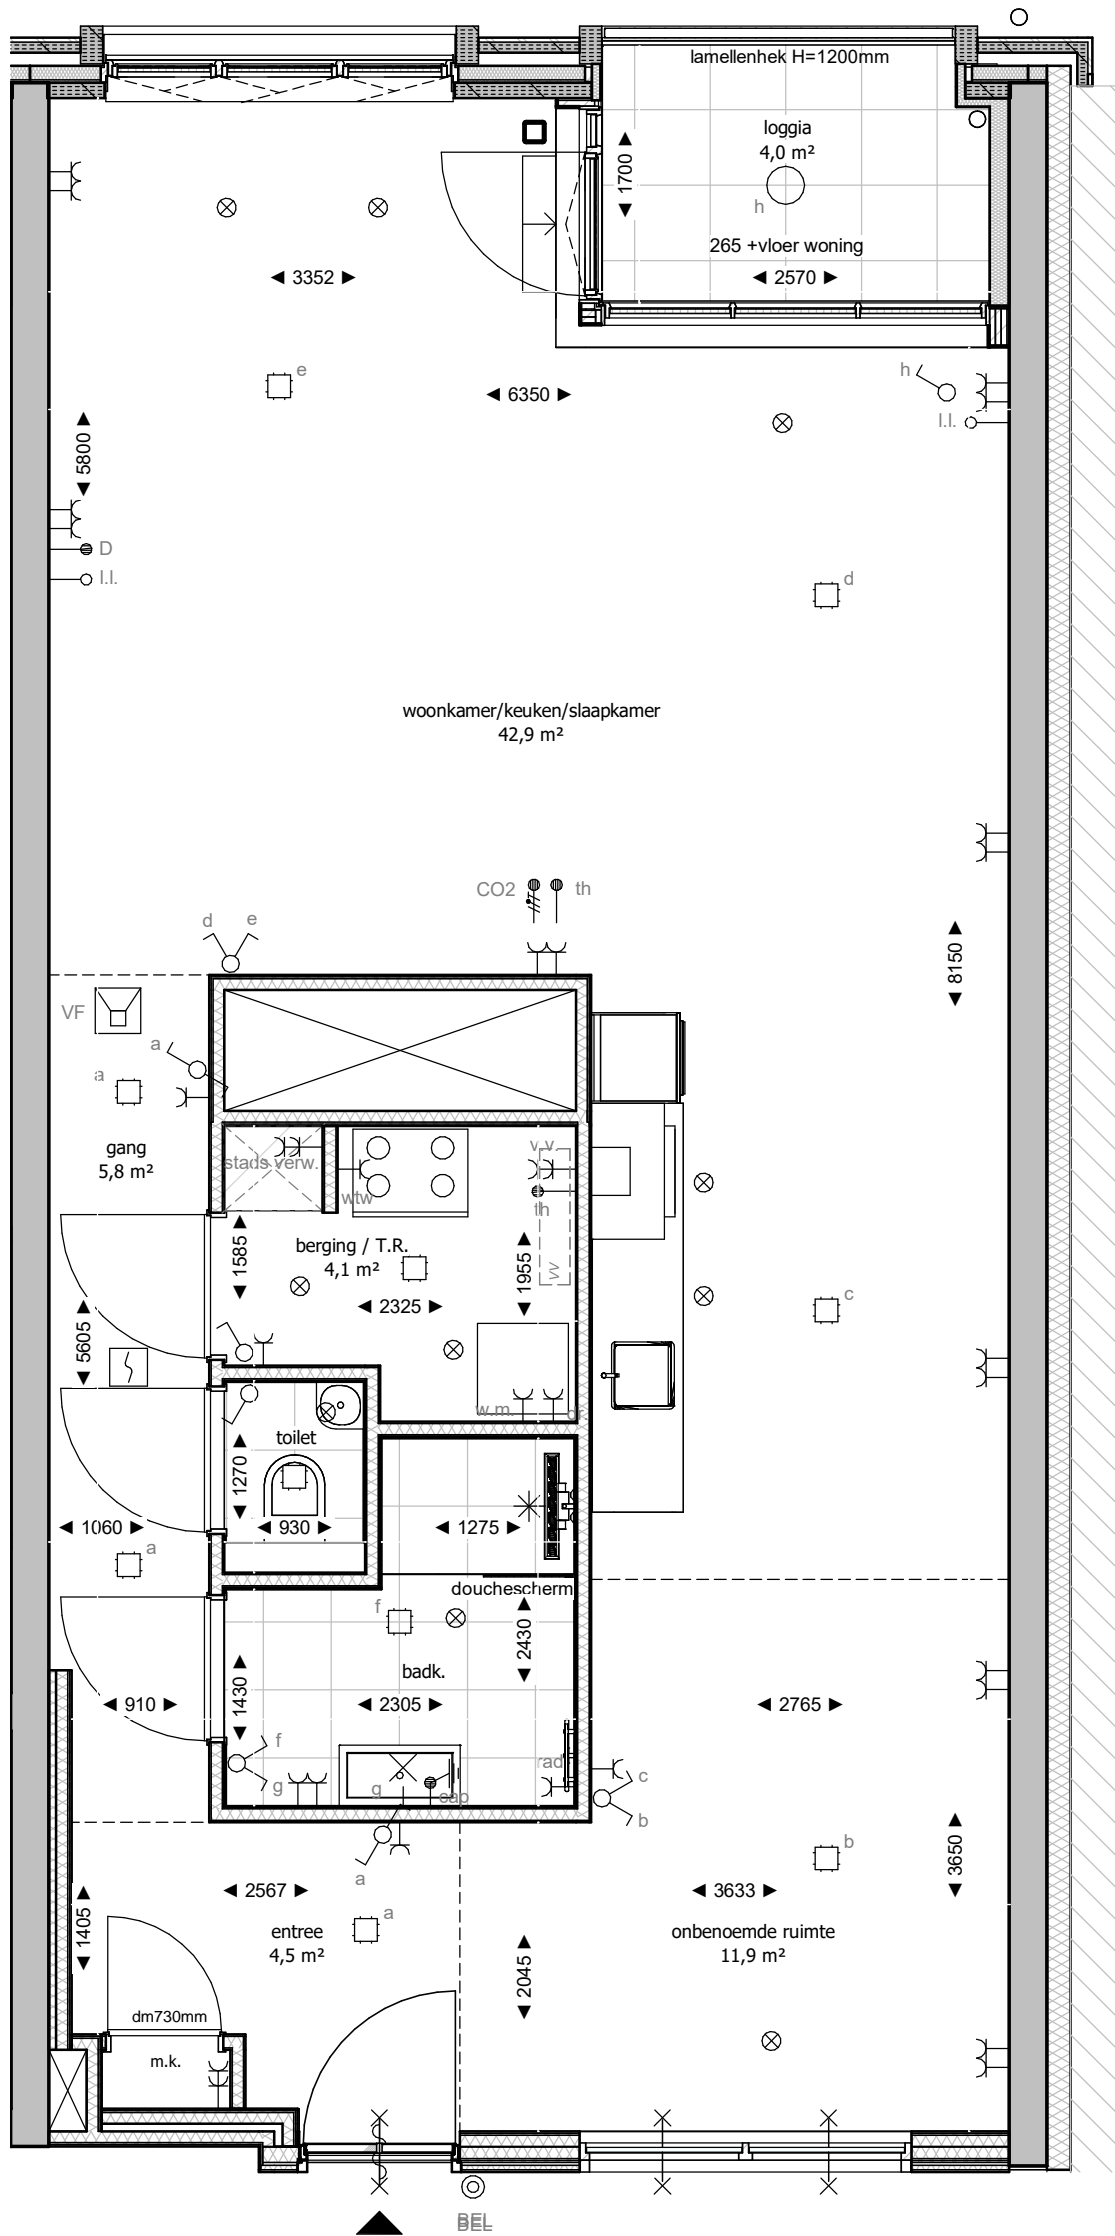 lamellenhek H=1200mm
loggia
4,0 m²
1700
h
265 +vloer woning
◄ 3352 ►
◄ 2570 ►
e
◄ 6350 ►
h
l.l.
5800
D
l.l.
d
woonkamer/keuken/slaapkamer
42,9 m²
CO2
th
d
e
8150
VF
a
a
gang
5,8 m²
stads verw.
wtw
v.v.
th
vv
1585
berging / T.R.
4,1 m²
1955
◄ 2325 ►
c
5605
w.m.
dr
toilet
1270
◄ 1060 ►
◄ 930 ►
◄ 1275 ►
a
douchescherm
f
2430
badk.
◄ 910 ►
1430
◄ 2305 ►
◄ 2765 ►
f
g
rad
g
cap
c
b
a
b
3650
◄ 2567 ►
◄ 3633 ►
1405
a
entree
4,5 m²
onbenoemde ruimte
11,9 m²
2045
dm730mm
m.k.
BEL